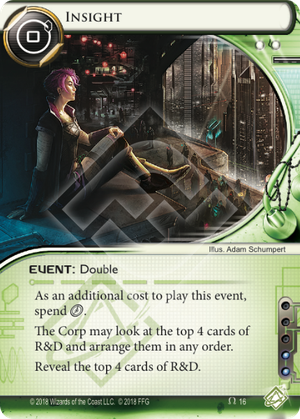 0
INSIGHT
Illus. Adam Schumpert
EVENT: Double
As an additional cost to play this event,
spend .
The Corp may look at the top 4 cards of
R&D and arrange them in any order.
Reveal the top 4 cards of R&D.
© 2018 Wizards of the Coast LLC. © 2018 FFG
16